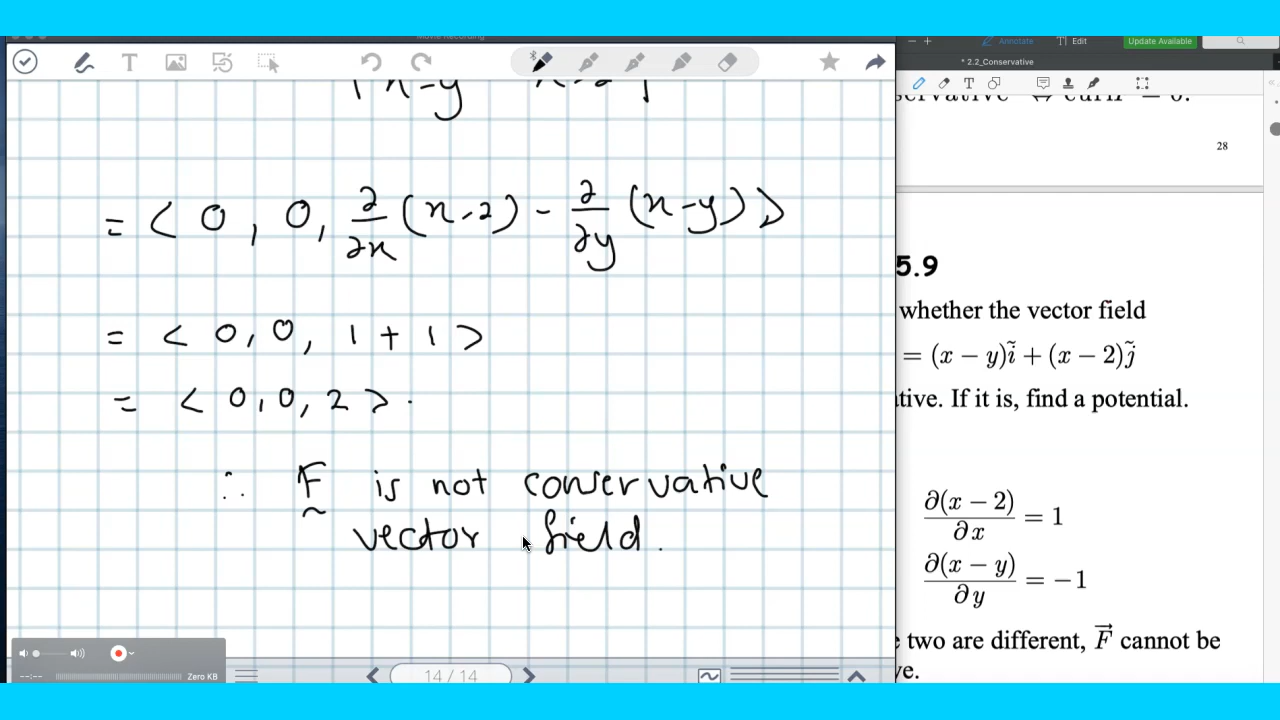 Movie Recording
Annotate Edit Update Available
* 2.2_Conservative
28
= < 0 , 0, ∂/∂x (x-2) - ∂/∂y (x-y) >
= < 0, 0, 1 + 1 >
= < 0, 0, 2 > .
∴ F is not conservative
~
vector field.
5.9
whether the vector field
= (x − y)ĩ + (x − 2)j̃
tive. If it is, find a potential.
∂(x − 2)/∂x = 1
∂(x − y)/∂y = −1
two are different, F⃗ cannot be
ve.
--:-- Zero KB
14 / 14